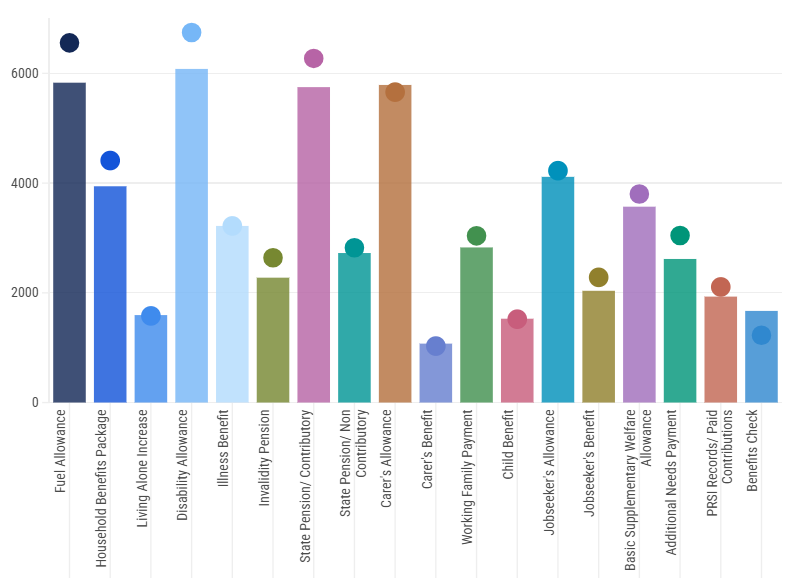 6000
4000
2000
0
Fuel Allowance
Household Benefits Package
Living Alone Increase
Disability Allowance
Illness Benefit
Invalidity Pension
State Pension/ Contributory
State Pension/ Non
Contributory
Carer's Allowance
Carer's Benefit
Working Family Payment
Child Benefit
Jobseeker's Allowance
Jobseeker's Benefit
Basic Supplementary Welfare
Allowance
Additional Needs Payment
PRSI Records/ Paid
Contributions
Benefits Check